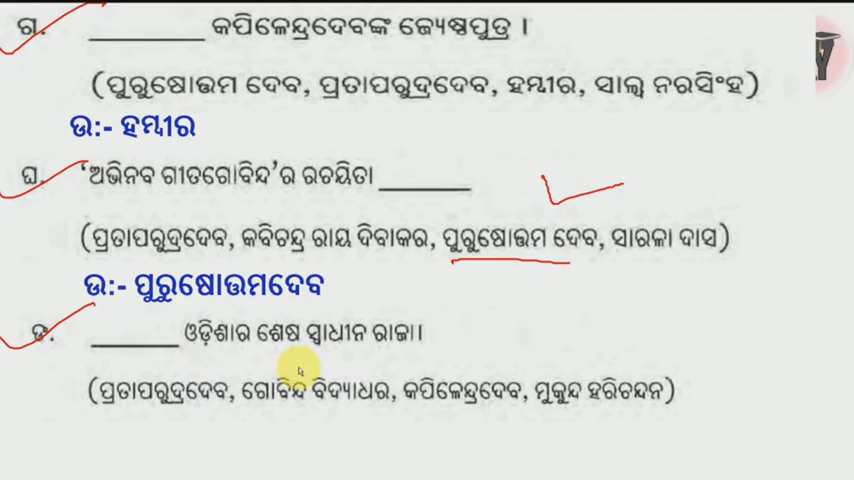 ଗ. ________ କପିଳେନ୍ଦ୍ରଦେବଙ୍କ ଜ୍ୟେଷ୍ଠପୁତ୍ର ।
(ପୁରୁଷୋତ୍ତମ ଦେବ, ପ୍ରତାପରୁଦ୍ରଦେବ, ହମ୍ବୀର, ସାଲ୍ୱ ନରସିଂହ)
ଉ:- ହମ୍ବୀର
ଘ. ‘ଅଭିନବ ଗୀତଗୋବିନ୍ଦ’ର ରଚୟିତା ________
(ପ୍ରତାପରୁଦ୍ରଦେବ, କବିଚନ୍ଦ୍ର ରାୟ ଦିବାକର, ପୁରୁଷୋତ୍ତମ ଦେବ, ସାରଳା ଦାସ)
ଉ:- ପୁରୁଷୋତ୍ତମଦେବ
ଙ. ________ ଓଡ଼ିଶାର ଶେଷ ସ୍ୱାଧୀନ ରାଜା ।
(ପ୍ରତାପରୁଦ୍ରଦେବ, ଗୋବିନ୍ଦ ବିଦ୍ୟାଧର, କପିଳେନ୍ଦ୍ରଦେବ, ମୁକୁନ୍ଦ ହରିଚନ୍ଦନ)